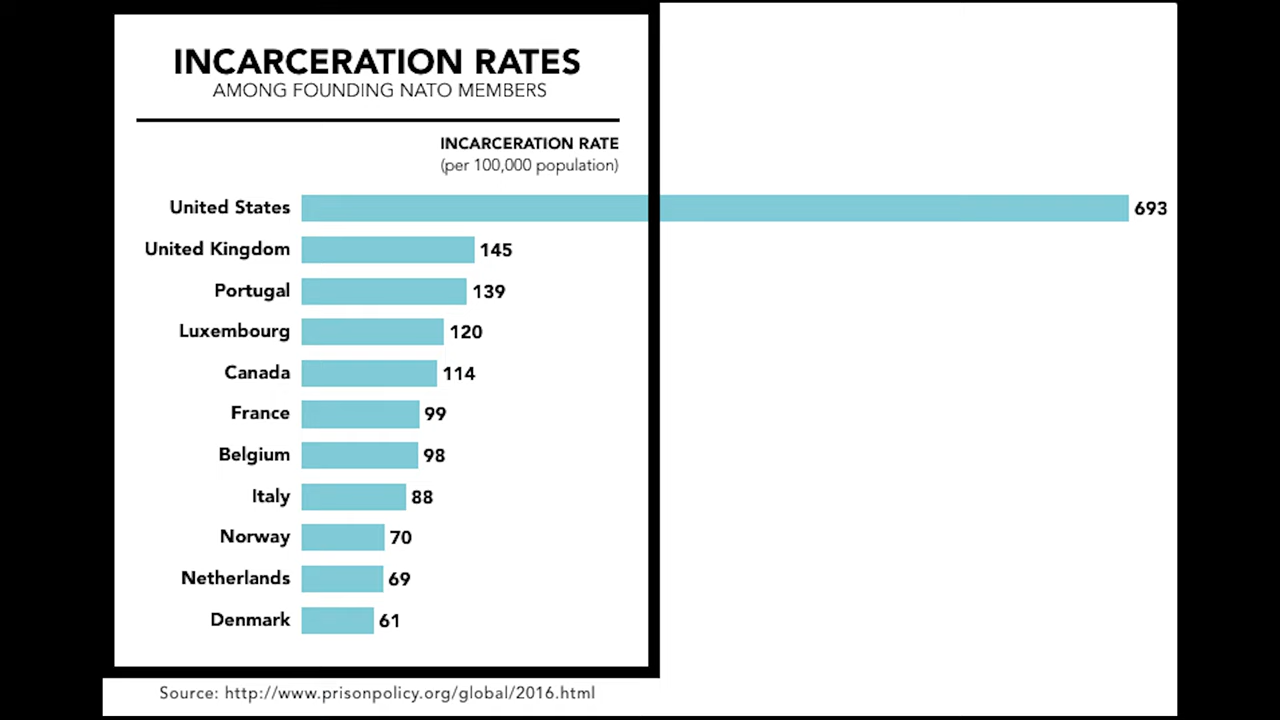 INCARCERATION RATES
AMONG FOUNDING NATO MEMBERS
INCARCERATION RATE
(per 100,000 population)
United States 693
United Kingdom 145
Portugal 139
Luxembourg 120
Canada 114
France 99
Belgium 98
Italy 88
Norway 70
Netherlands 69
Denmark 61
Source: http://www.prisonpolicy.org/global/2016.html